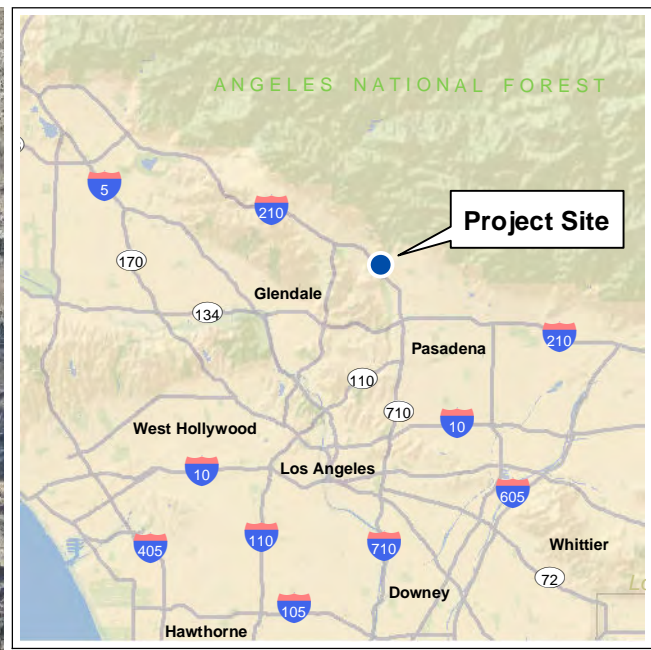 ANGELES NATIONAL FOREST
5
210
Project Site
170
Glendale
134
210
Pasadena
110
710
West Hollywood
10
10
Los Angeles
605
110
405
710
Whittier
72
Downey
105
Hawthorne